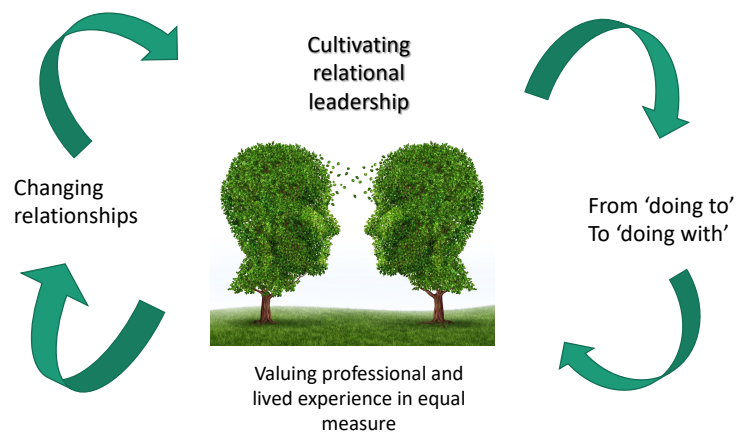 Cultivating
relational
leadership
Changing
relationships
From ‘doing to’
To ‘doing with’
Valuing professional and
lived experience in equal
measure